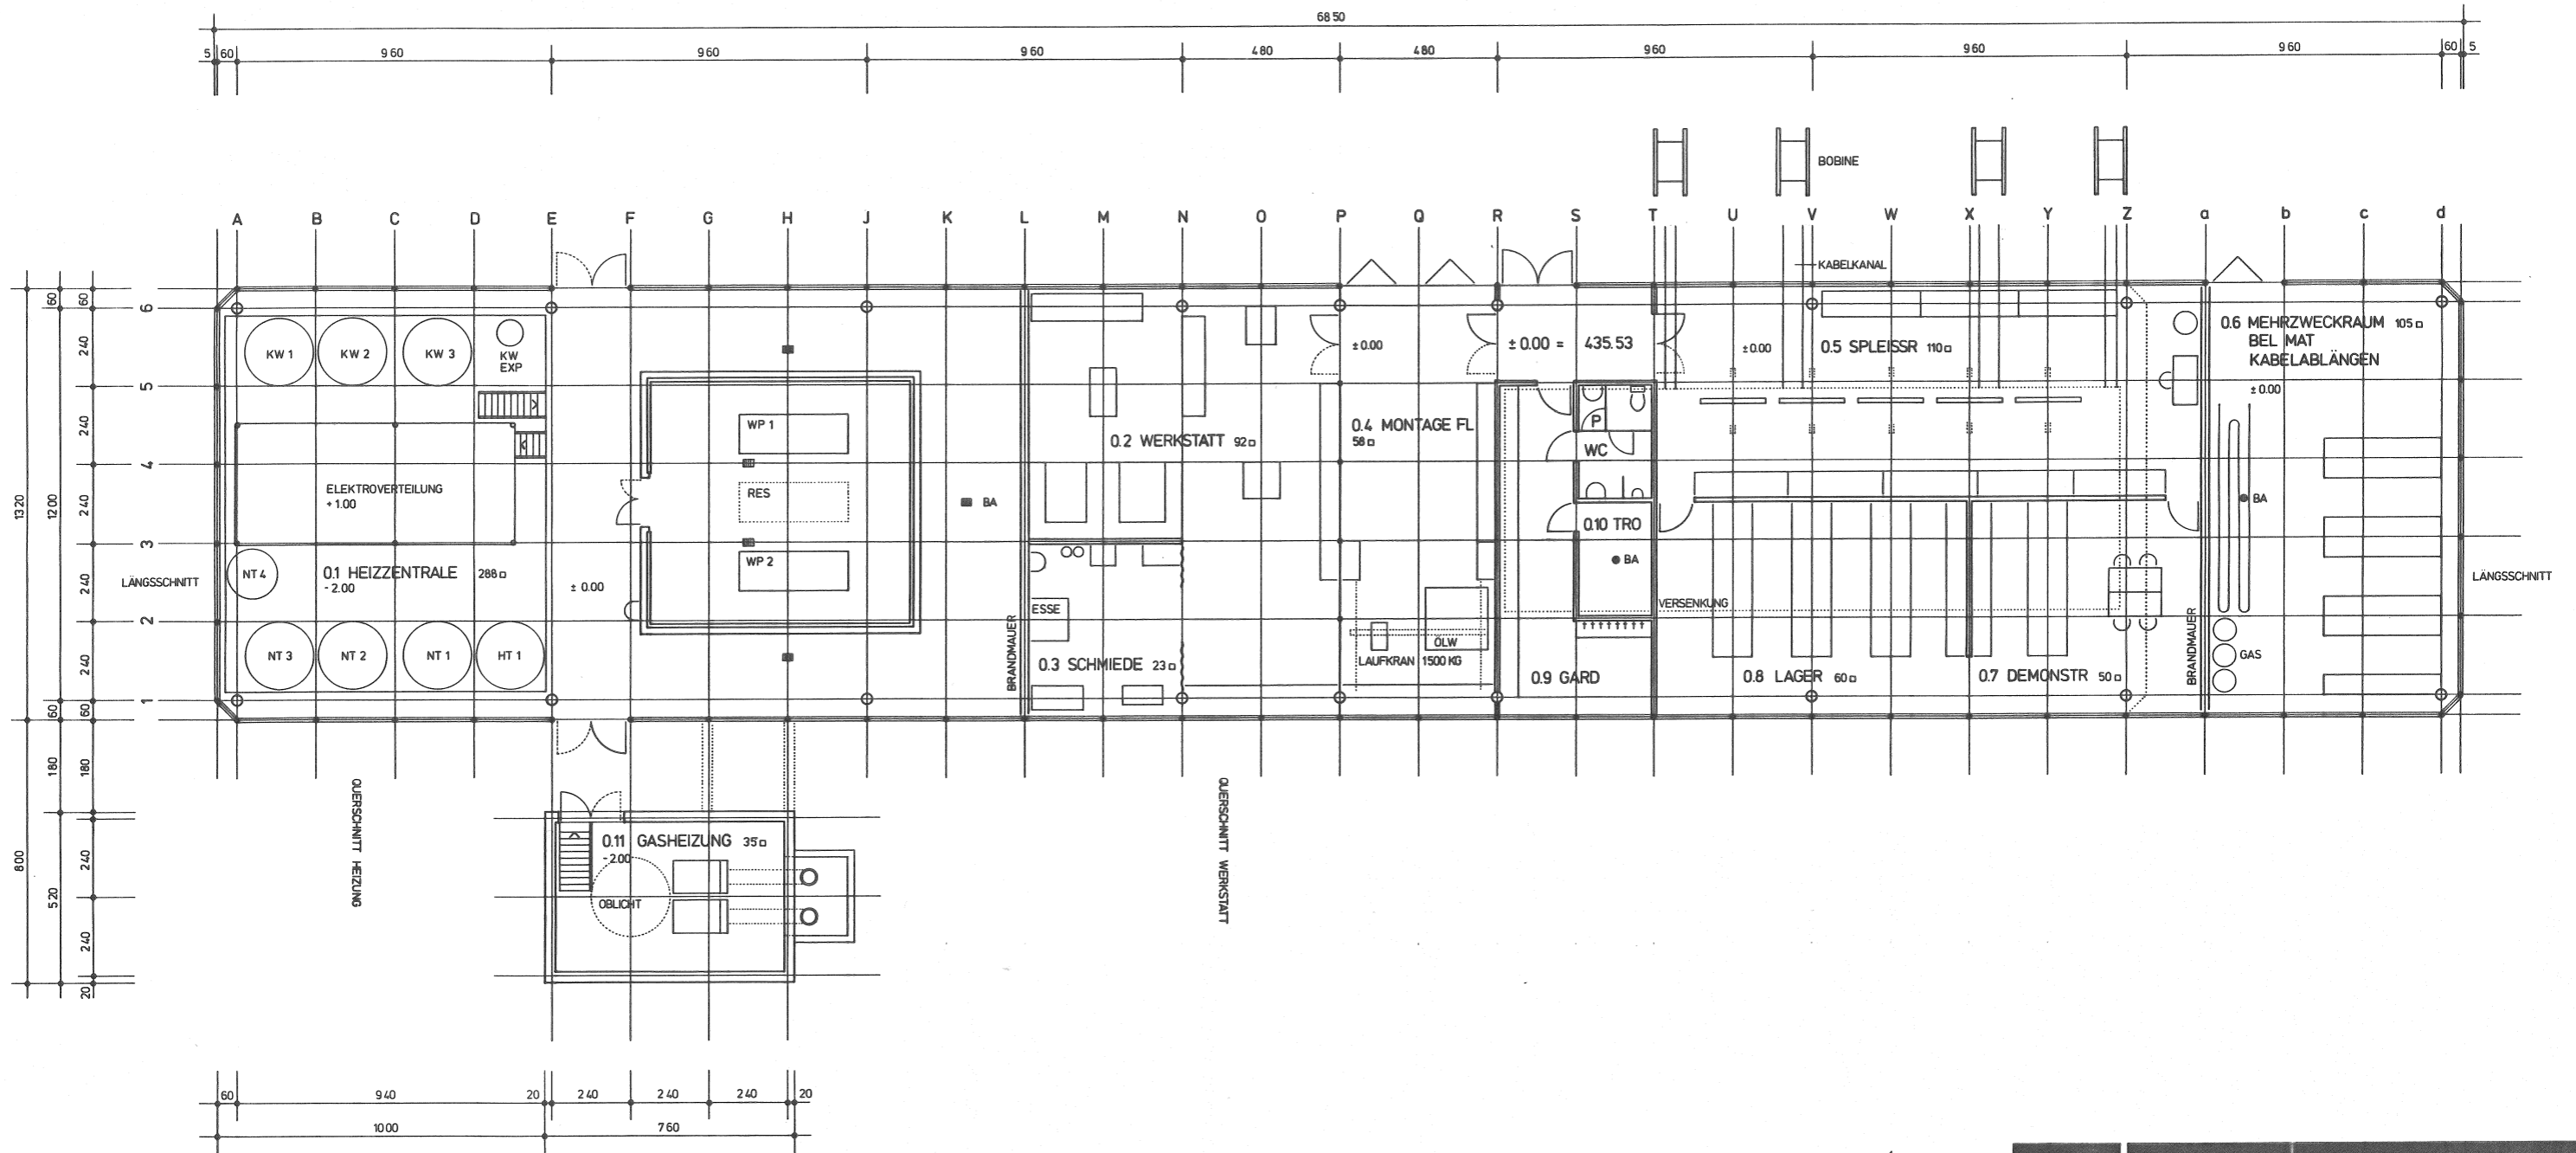 6850
5 60 960 960 960 480 480 960 960 960 60 5
BOBINE
A B C D E F G H J K L M N O P Q R S T U V W X Y Z a b c d
KABELKANAL
1320
1200
60 60
240
240
240
240
240
60 60
180 180
800
520
240
240
20
6
5
4
3
2
1
LÄNGSSCHNITT
KW 1
KW 2
KW 3
KW
EXP
ELEKTROVERTEILUNG
+ 1.00
NT 4
0.1 HEIZZENTRALE 288□
- 2.00
NT 3
NT 2
NT 1
HT 1
± 0.00
WP 1
RES
WP 2
BA
BRANDMAUER
0.2 WERKSTATT 92□
ESSE
0.3 SCHMIEDE 23□
± 0.00
0.4 MONTAGE FL
58□
ÖLW
LAUFKRAN 1500 KG
± 0.00 = 435.53
P
WC
0.10 TRO
BA
0.9 GARD
± 0.00
0.5 SPLEISSR 110□
VERSENKUNG
0.8 LAGER 60□
0.7 DEMONSTR 50□
BRANDMAUER
0.6 MEHRZWECKRAUM 105□
BEL MAT
KABELABLÄNGEN
± 0.00
BA
GAS
LÄNGSSCHNITT
QUERSCHNITT HEIZUNG
QUERSCHNITT WERKSTATT
0.11 GASHEIZUNG 35□
- 2.00
OBLICHT
60 940 20 240 240 240 20
1000 760